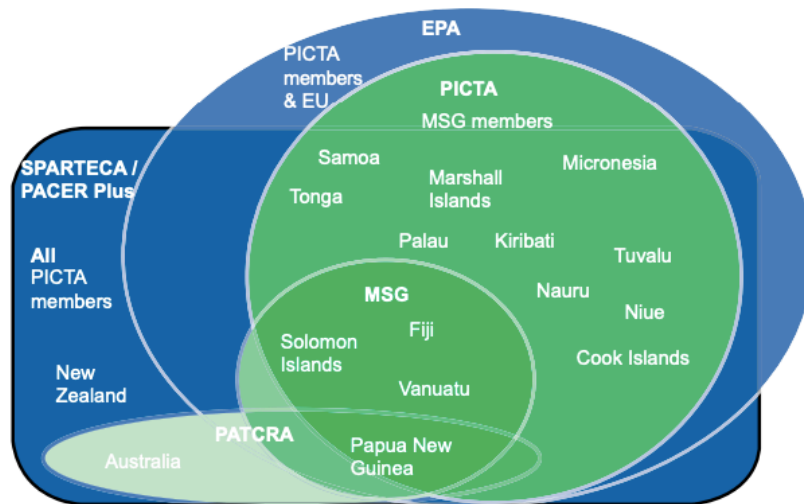 EPA
PICTA
members
& EU
PICTA
MSG members
SPARTECA /
PACER Plus
Samoa
Micronesia
Tonga
Marshall
Islands
All
PICTA
members
Palau
Kiribati
Tuvalu
Nauru
Niue
MSG
Fiji
Solomon
Islands
Cook Islands
New
Zealand
Vanuatu
PATCRA
Australia
Papua New
Guinea